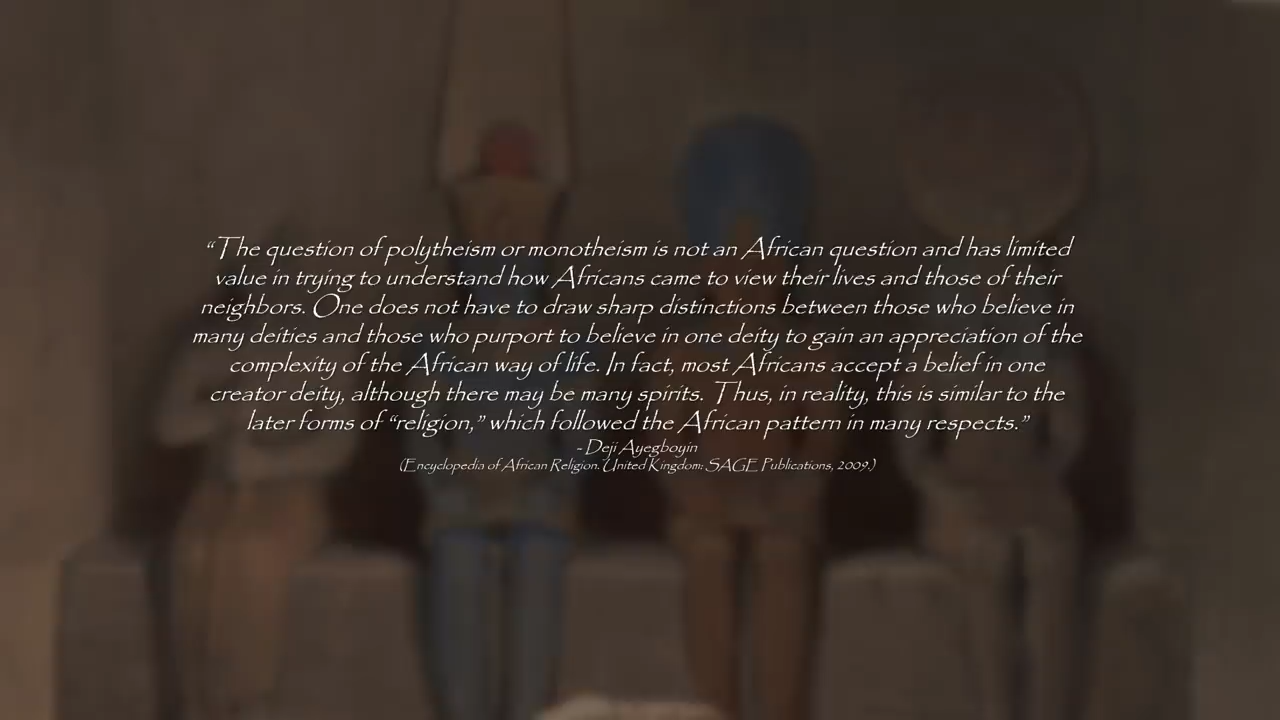 “The question of polytheism or monotheism is not an African question and has limited
value in trying to understand how Africans came to view their lives and those of their
neighbors. One does not have to draw sharp distinctions between those who believe in
many deities and those who purport to believe in one deity to gain an appreciation of the
complexity of the African way of life. In fact, most Africans accept a belief in one
creator deity, although there may be many spirits. Thus, in reality, this is similar to the
later forms of “religion,” which followed the African pattern in many respects.”
- Deji Ayegboyin
(Encyclopedia of African Religion. United Kingdom: SAGE Publications, 2009.)